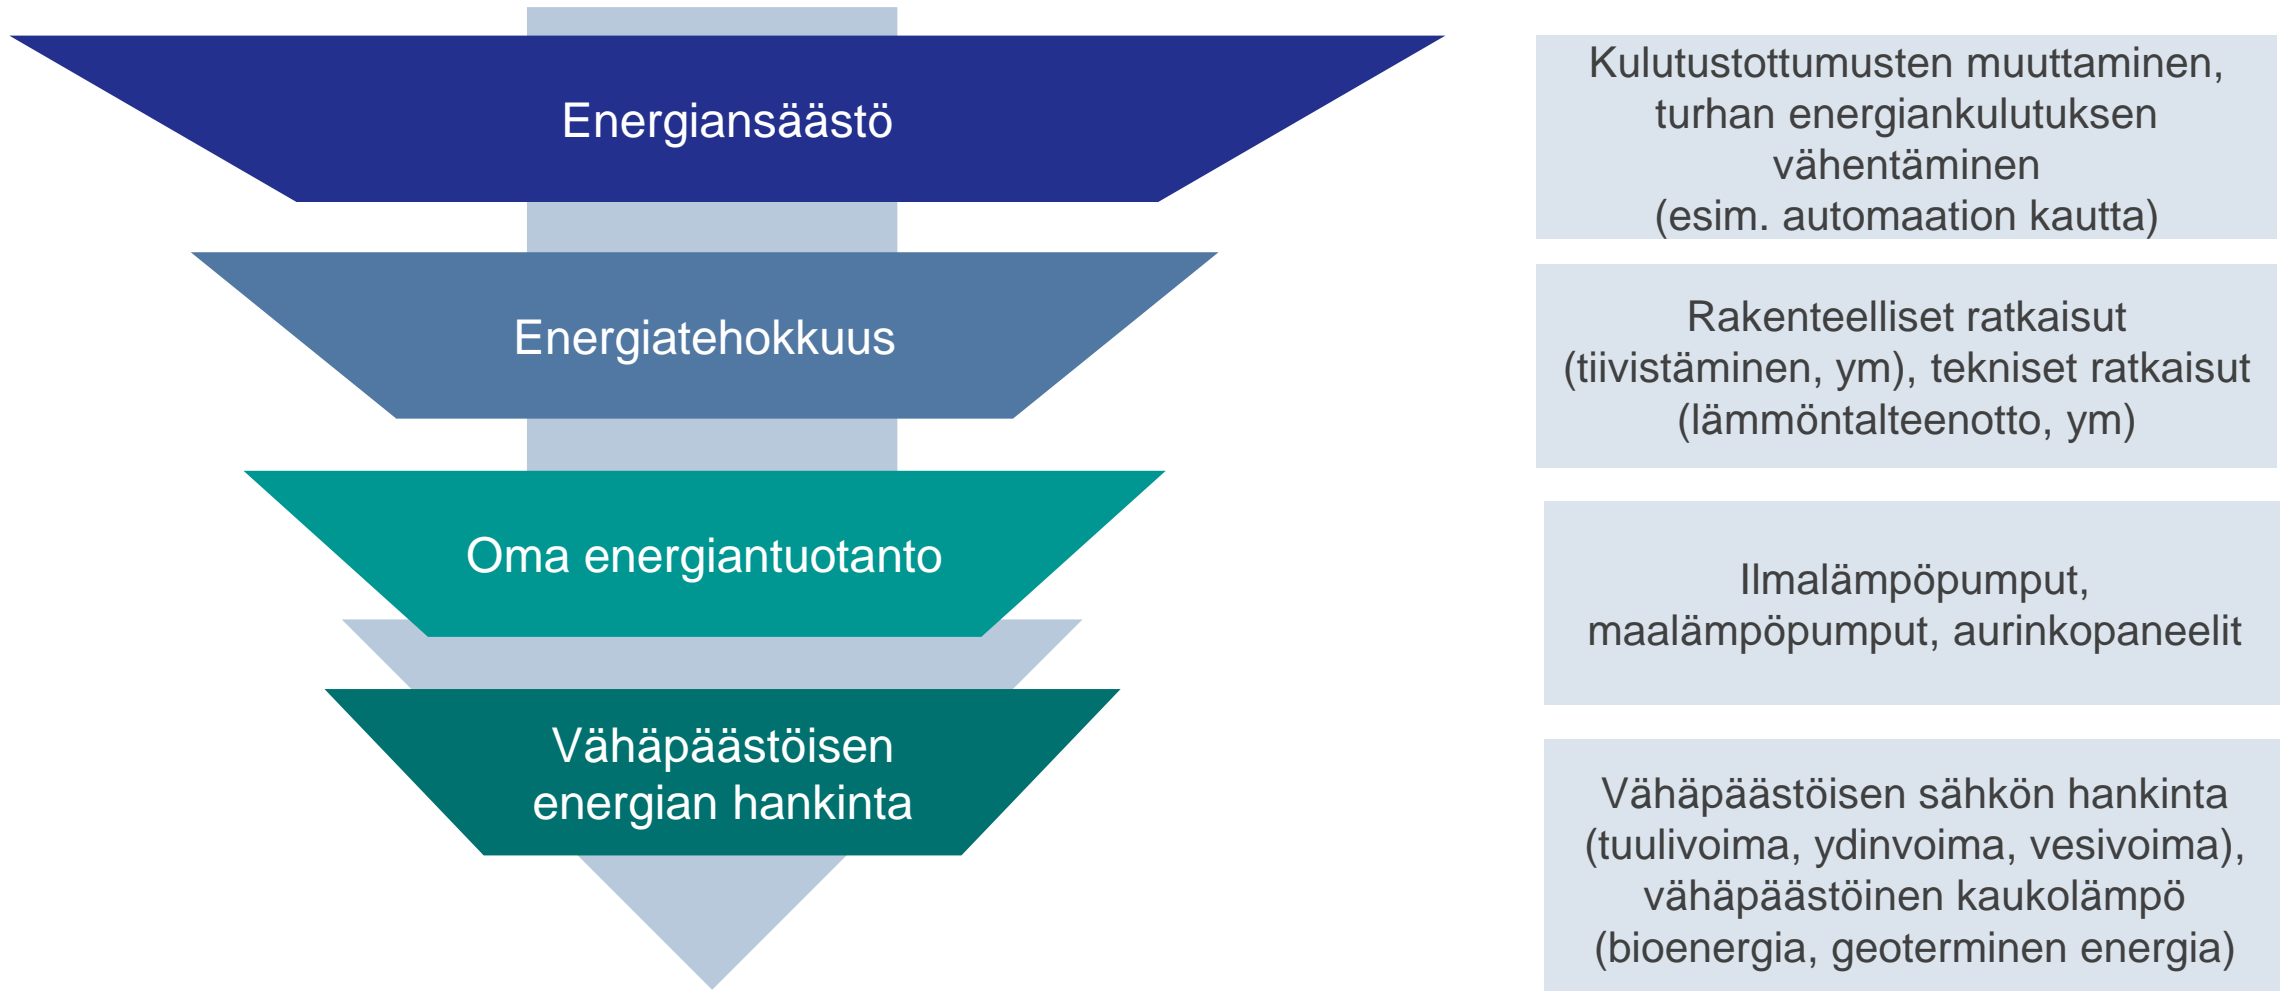 Energiansäästö
Kulutustottumusten muuttaminen,
turhan energiankulutuksen
vähentäminen
(esim. automaation kautta)
Energiatehokkuus
Rakenteelliset ratkaisut
(tiivistäminen, ym), tekniset ratkaisut
(lämmöntalteenotto, ym)
Oma energiantuotanto
Ilmalämpöpumput,
maalämpöpumput, aurinkopaneelit
Vähäpäästöisen
energian hankinta
Vähäpäästöisen sähkön hankinta
(tuulivoima, ydinvoima, vesivoima),
vähäpäästöinen kaukolämpö
(bioenergia, geoterminen energia)